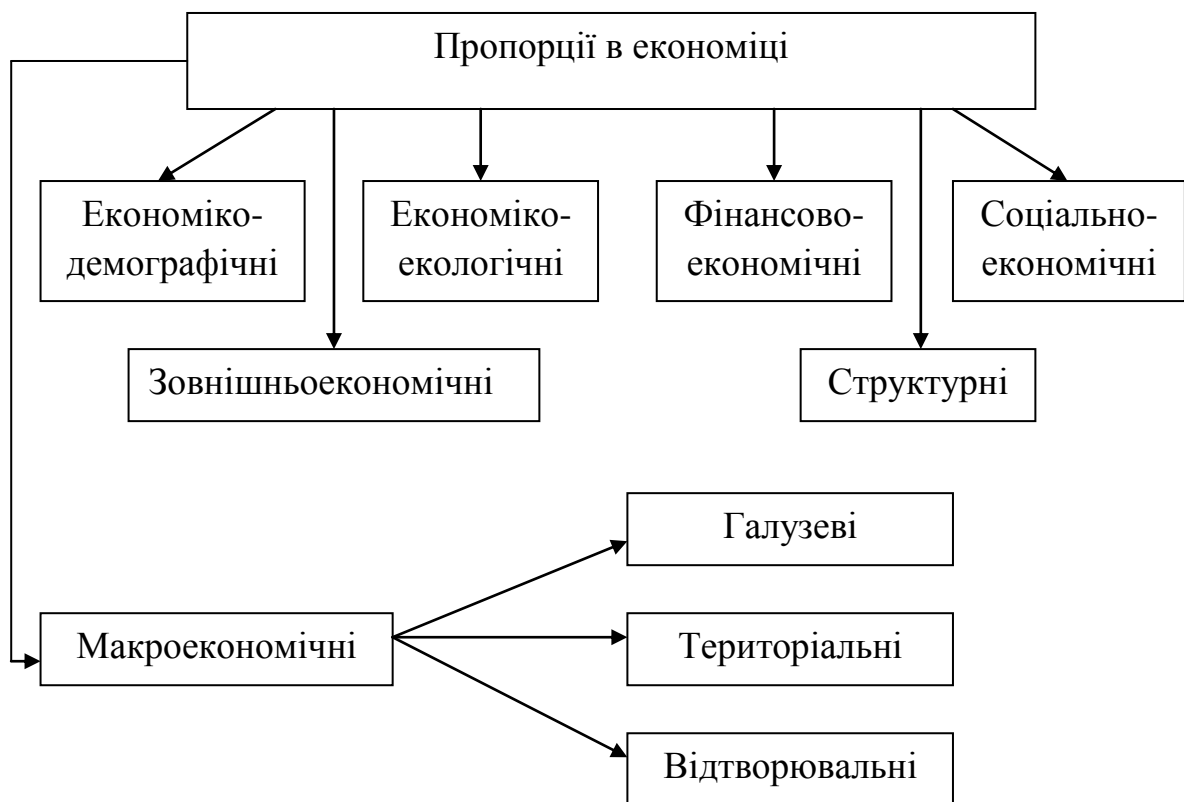 Пропорції в економіці
Економіко-
демографічні
Економіко-
екологічні
Фінансово-
економічні
Соціально-
економічні
Зовнішньоекономічні
Структурні
Галузеві
Макроекономічні
Територіальні
Відтворювальні